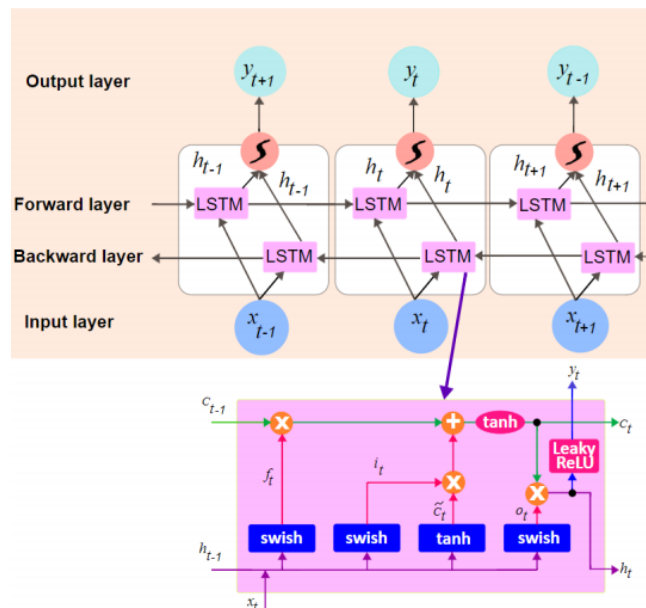 Output layer
y_{t+1}
y_t
y_{t-1}
h_{t-1}
h_{t-1}
h_t
h_t
h_{t+1}
h_{t+1}
Forward layer
LSTM
LSTM
LSTM
Backward layer
LSTM
LSTM
LSTM
Input layer
x_{t-1}
x_t
x_{t+1}
y_t
c_{t-1}
x
+
tanh
c_t
Leaky
ReLU
f_t
i_t
x
c̃_t
o_t
x
swish
swish
tanh
swish
h_{t-1}
h_t
x_t